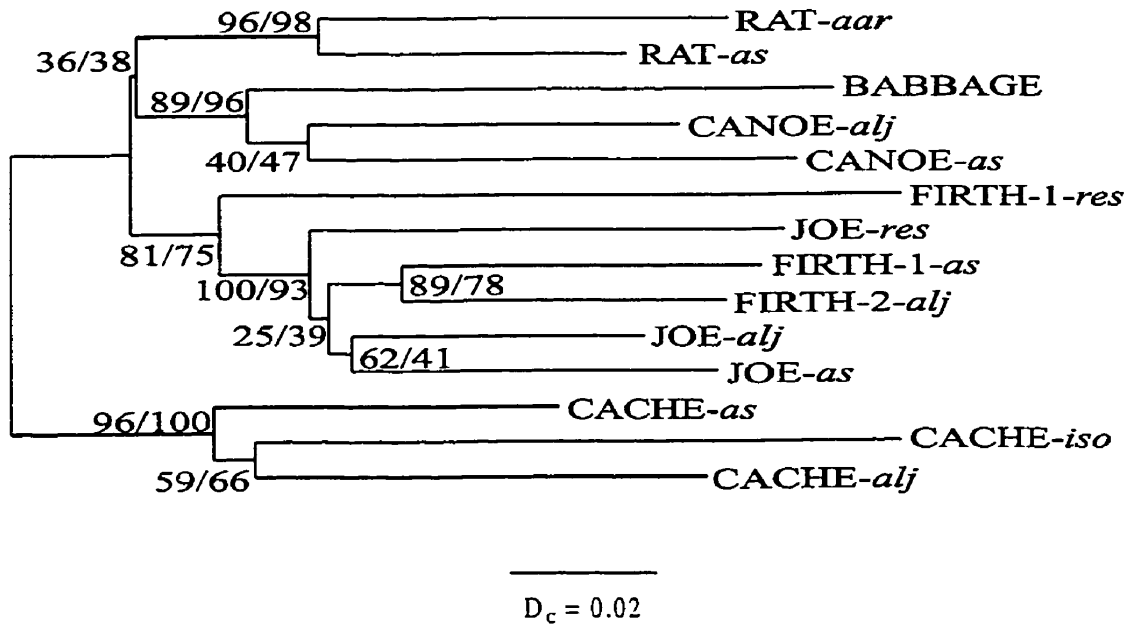 96/98
RAT-aar
36/38
RAT-as
89/96
BABBAGE
CANOE-alj
40/47
CANOE-as
FIRTH-1-res
81/75
JOE-res
100/93
FIRTH-1-as
89/78
FIRTH-2-alj
25/39
JOE-alj
62/41
JOE-as
96/100
CACHE-as
CACHE-iso
59/66
CACHE-alj
Dc = 0.02